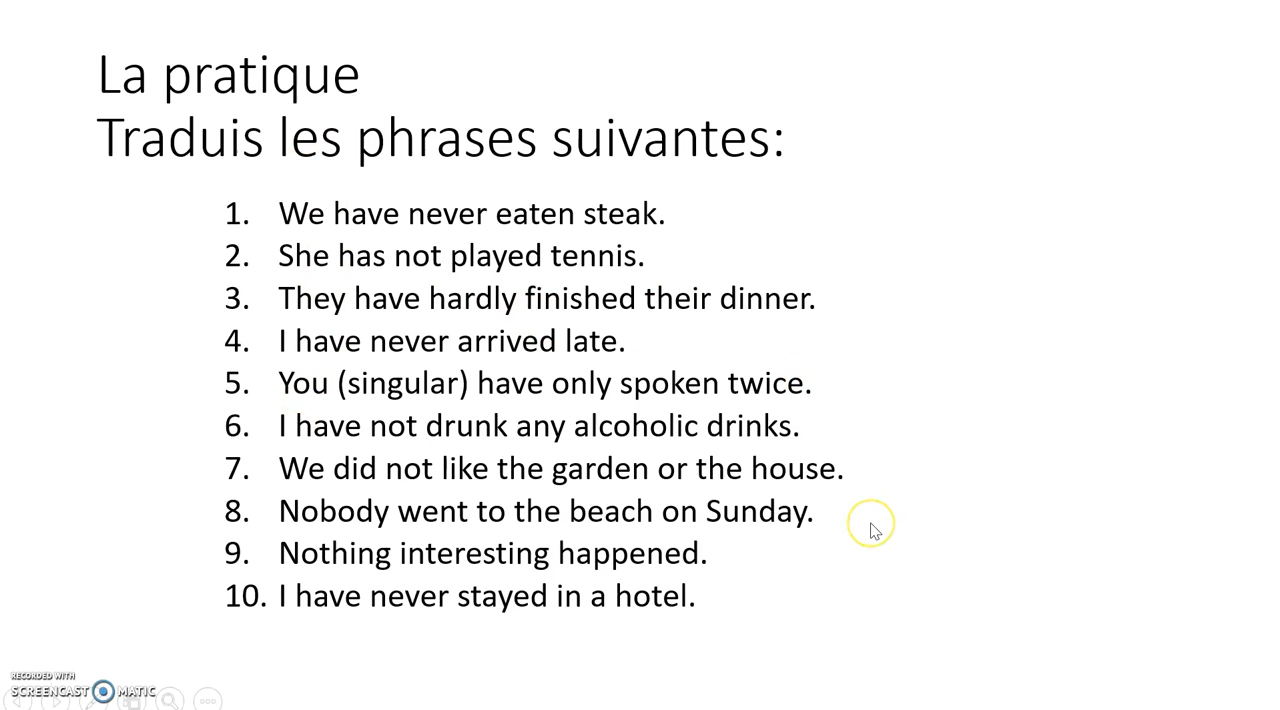 La pratique
Traduis les phrases suivantes:
1. We have never eaten steak.
2. She has not played tennis.
3. They have hardly finished their dinner.
4. I have never arrived late.
5. You (singular) have only spoken twice.
6. I have not drunk any alcoholic drinks.
7. We did not like the garden or the house.
8. Nobody went to the beach on Sunday.
9. Nothing interesting happened.
10. I have never stayed in a hotel.
RECORDED WITH
SCREENCAST MATIC